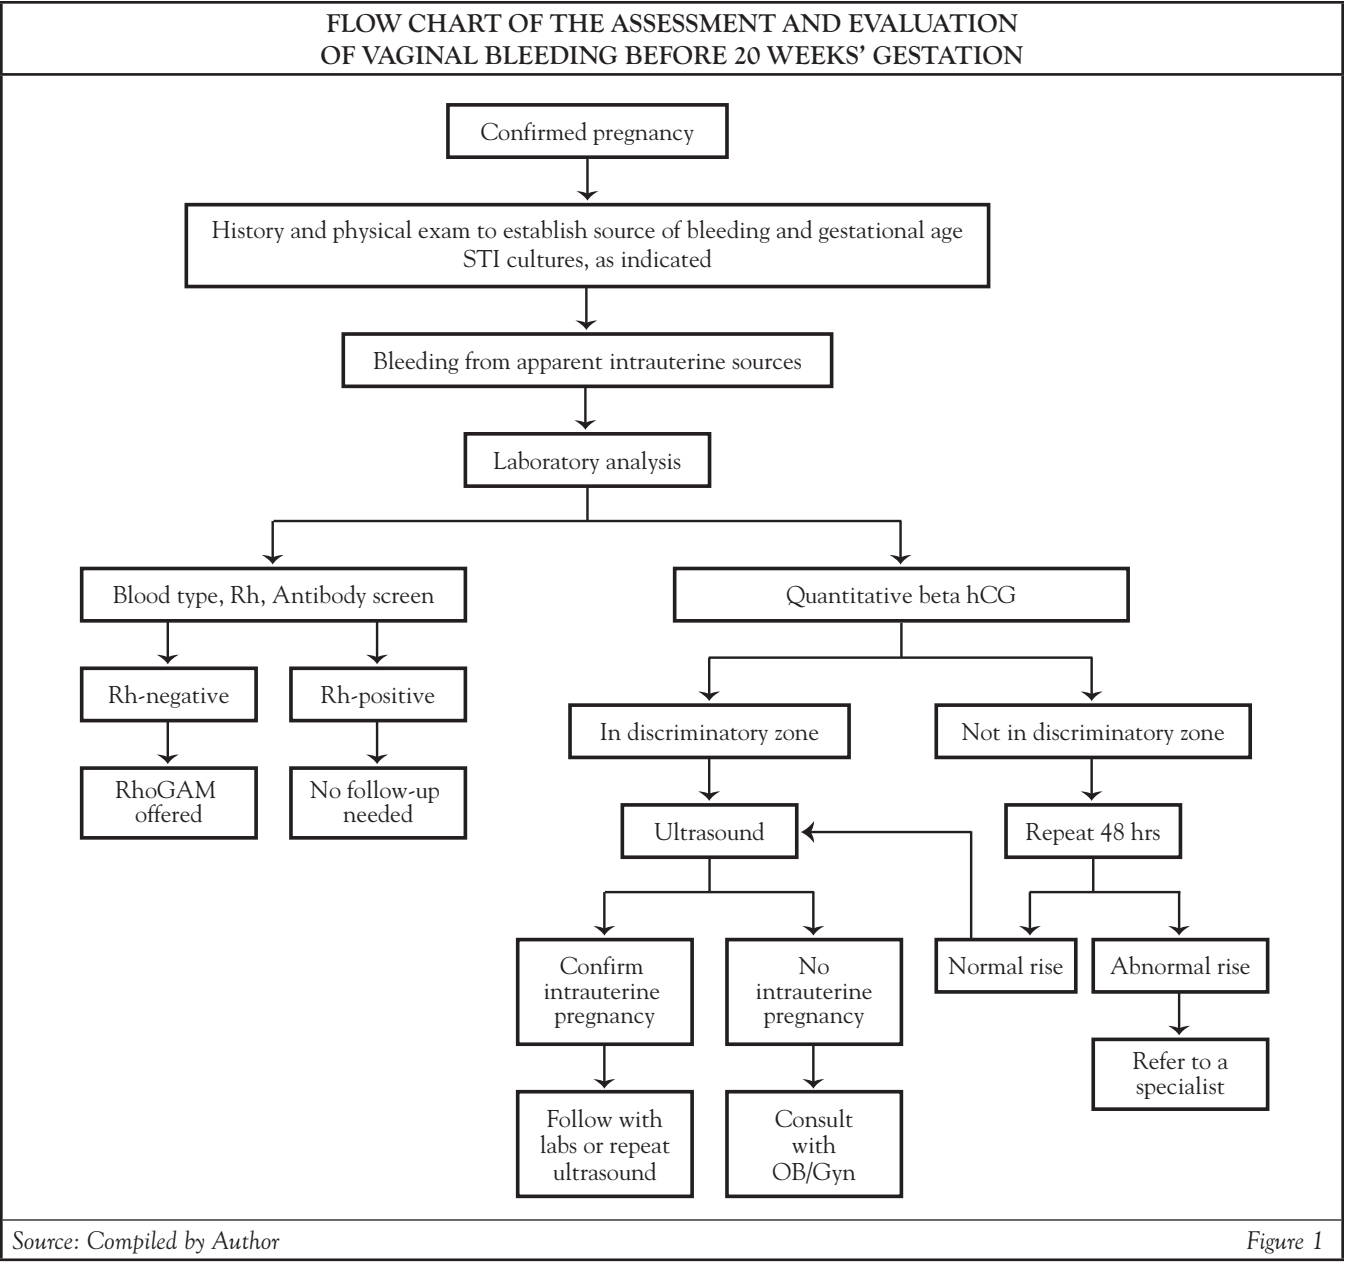 FLOW CHART OF THE ASSESSMENT AND EVALUATION
OF VAGINAL BLEEDING BEFORE 20 WEEKS’ GESTATION
Confirmed pregnancy
History and physical exam to establish source of bleeding and gestational age
STI cultures, as indicated
Bleeding from apparent intrauterine sources
Laboratory analysis
Blood type, Rh, Antibody screen
Quantitative beta hCG
Rh-negative
Rh-positive
In discriminatory zone
Not in discriminatory zone
RhoGAM
offered
No follow-up
needed
Ultrasound
Repeat 48 hrs
Confirm
intrauterine
pregnancy
No
intrauterine
pregnancy
Normal rise
Abnormal rise
Follow with
labs or repeat
ultrasound
Consult
with
OB/Gyn
Refer to a
specialist
Source: Compiled by Author
Figure 1